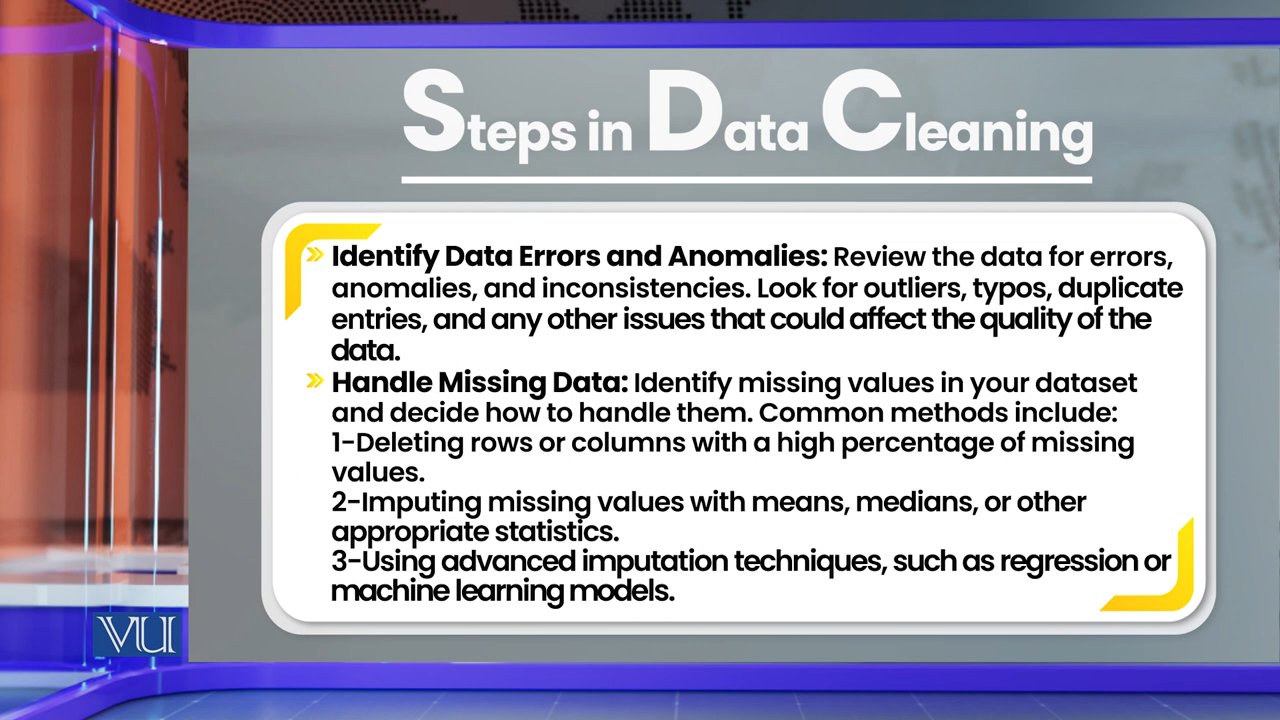 Steps in Data Cleaning
Identify Data Errors and Anomalies: Review the data for errors,
anomalies, and inconsistencies. Look for outliers, typos, duplicate
entries, and any other issues that could affect the quality of the
data.
Handle Missing Data: Identify missing values in your dataset
and decide how to handle them. Common methods include:
1-Deleting rows or columns with a high percentage of missing
values.
2-Imputing missing values with means, medians, or other
appropriate statistics.
3-Using advanced imputation techniques, such as regression or
machine learning models.
VU